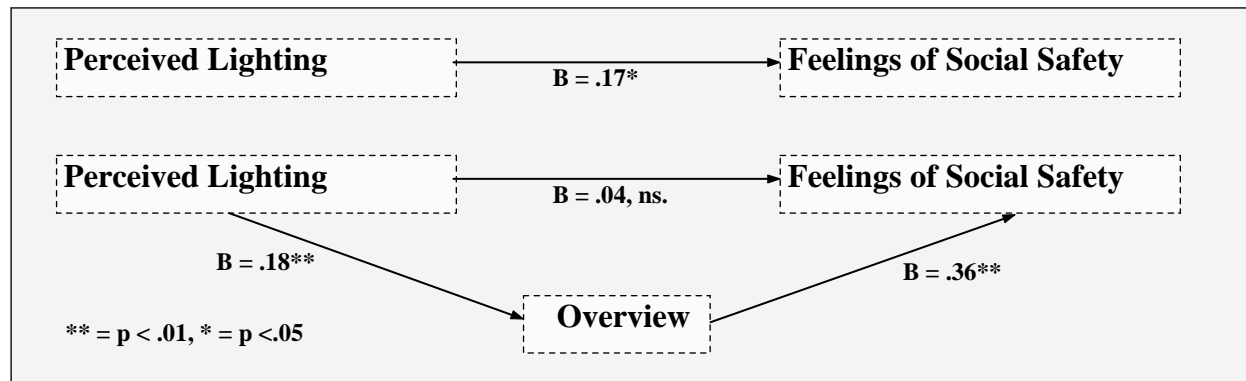 Perceived Lighting
Feelings of Social Safety
B = .17*
Perceived Lighting
Feelings of Social Safety
B = .04, ns.
B = .18**
B = .36**
Overview
** = p < .01, * = p <.05